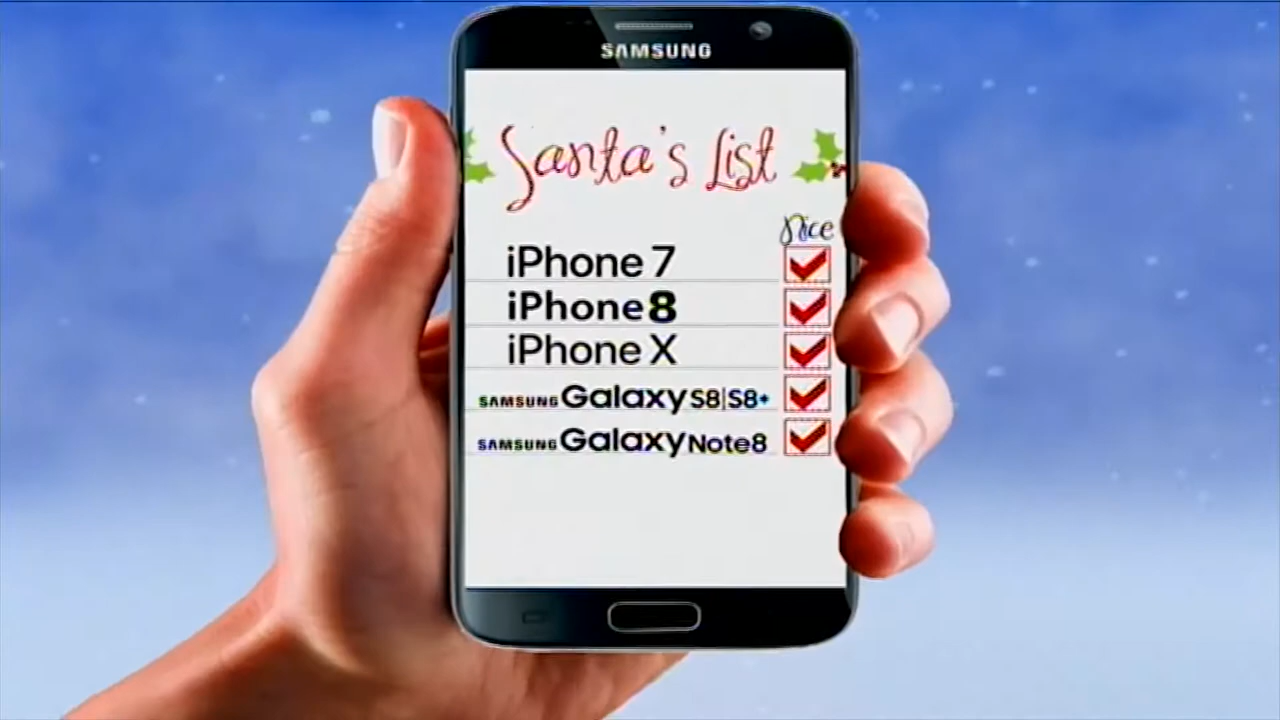 SAMSUNG
Santa's List
Nice
iPhone 7
iPhone 8
iPhone X
SAMSUNG Galaxy S8|S8+
SAMSUNG Galaxy Note8